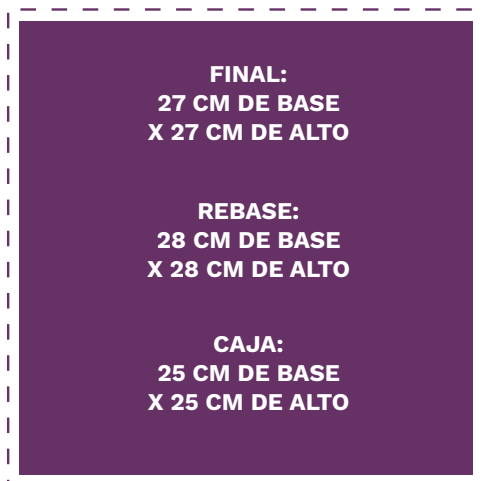 FINAL:
27 CM DE BASE
X 27 CM DE ALTO
REBASE:
28 CM DE BASE
X 28 CM DE ALTO
CAJA:
25 CM DE BASE
X 25 CM DE ALTO